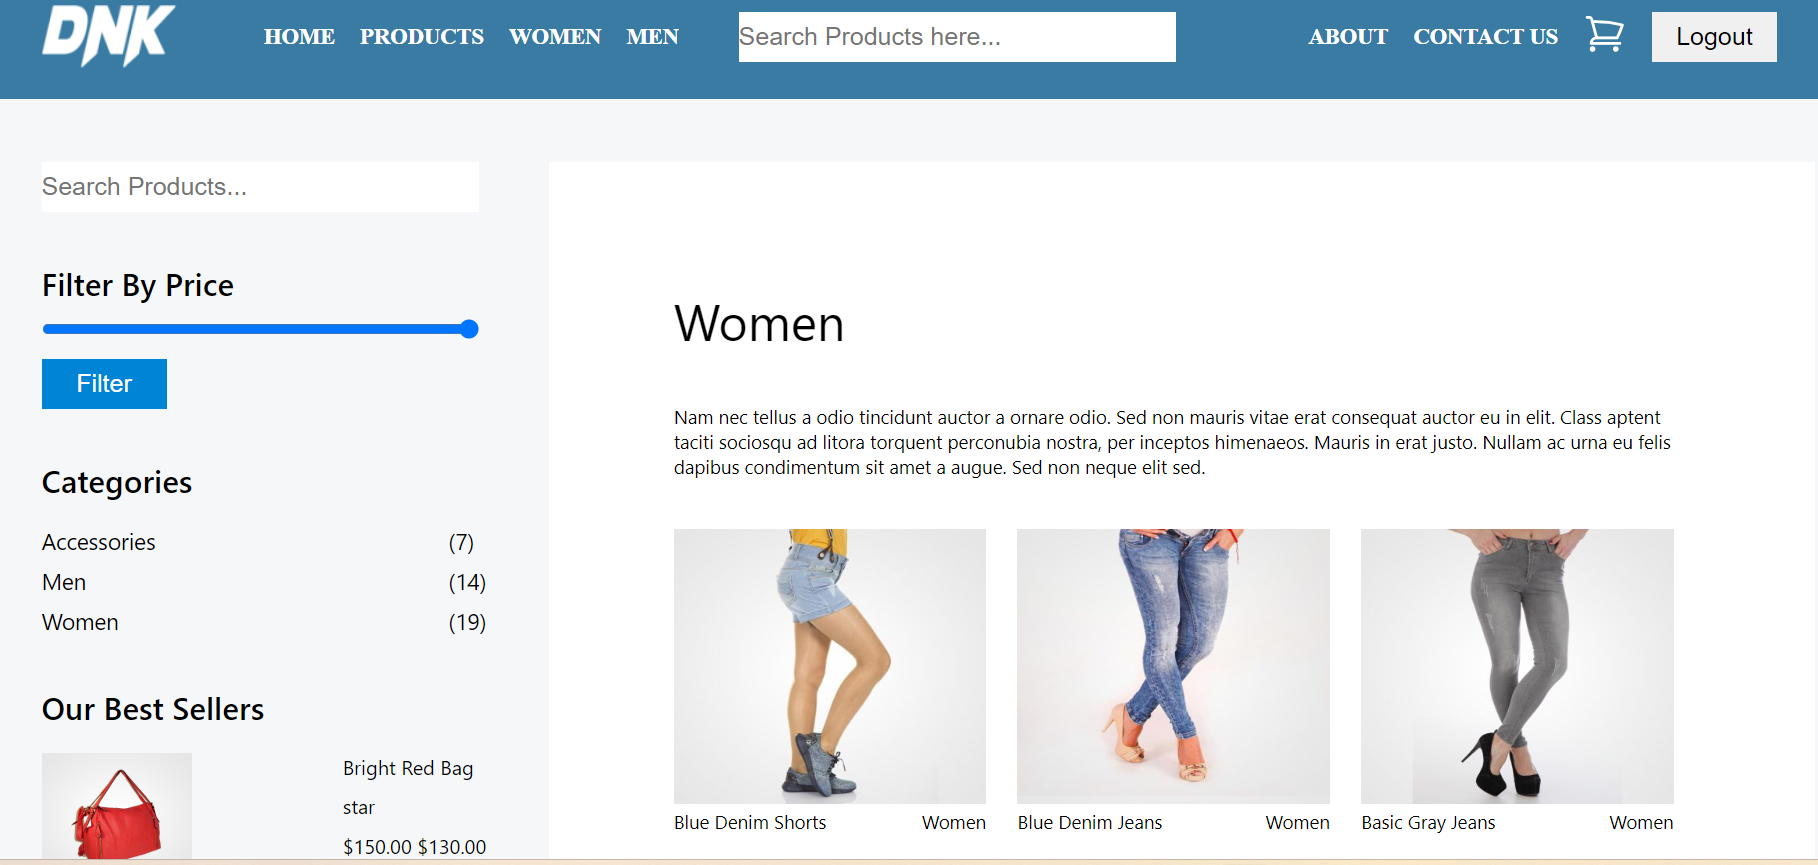 DNK HOME PRODUCTS WOMEN MEN Search Products here... ABOUT CONTACT US Logout
Search Products...
Filter By Price
Filter
Categories
Accessories (7)
Men (14)
Women (19)
Our Best Sellers
Bright Red Bag
star
$150.00 $130.00
Women
Nam nec tellus a odio tincidunt auctor a ornare odio. Sed non mauris vitae erat consequat auctor eu in elit. Class aptent
taciti sociosqu ad litora torquent perconubia nostra, per inceptos himenaeos. Mauris in erat justo. Nullam ac urna eu felis
dapibus condimentum sit amet a augue. Sed non neque elit sed.
Blue Denim Shorts Women
Blue Denim Jeans Women
Basic Gray Jeans Women